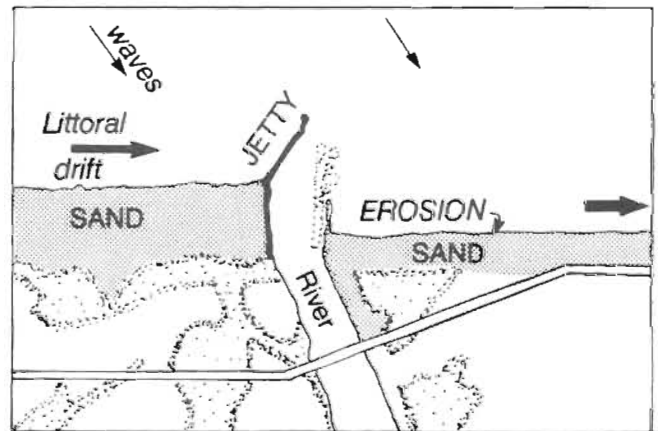 waves
Littoral
drift
JETTY
SAND
EROSION
SAND
River